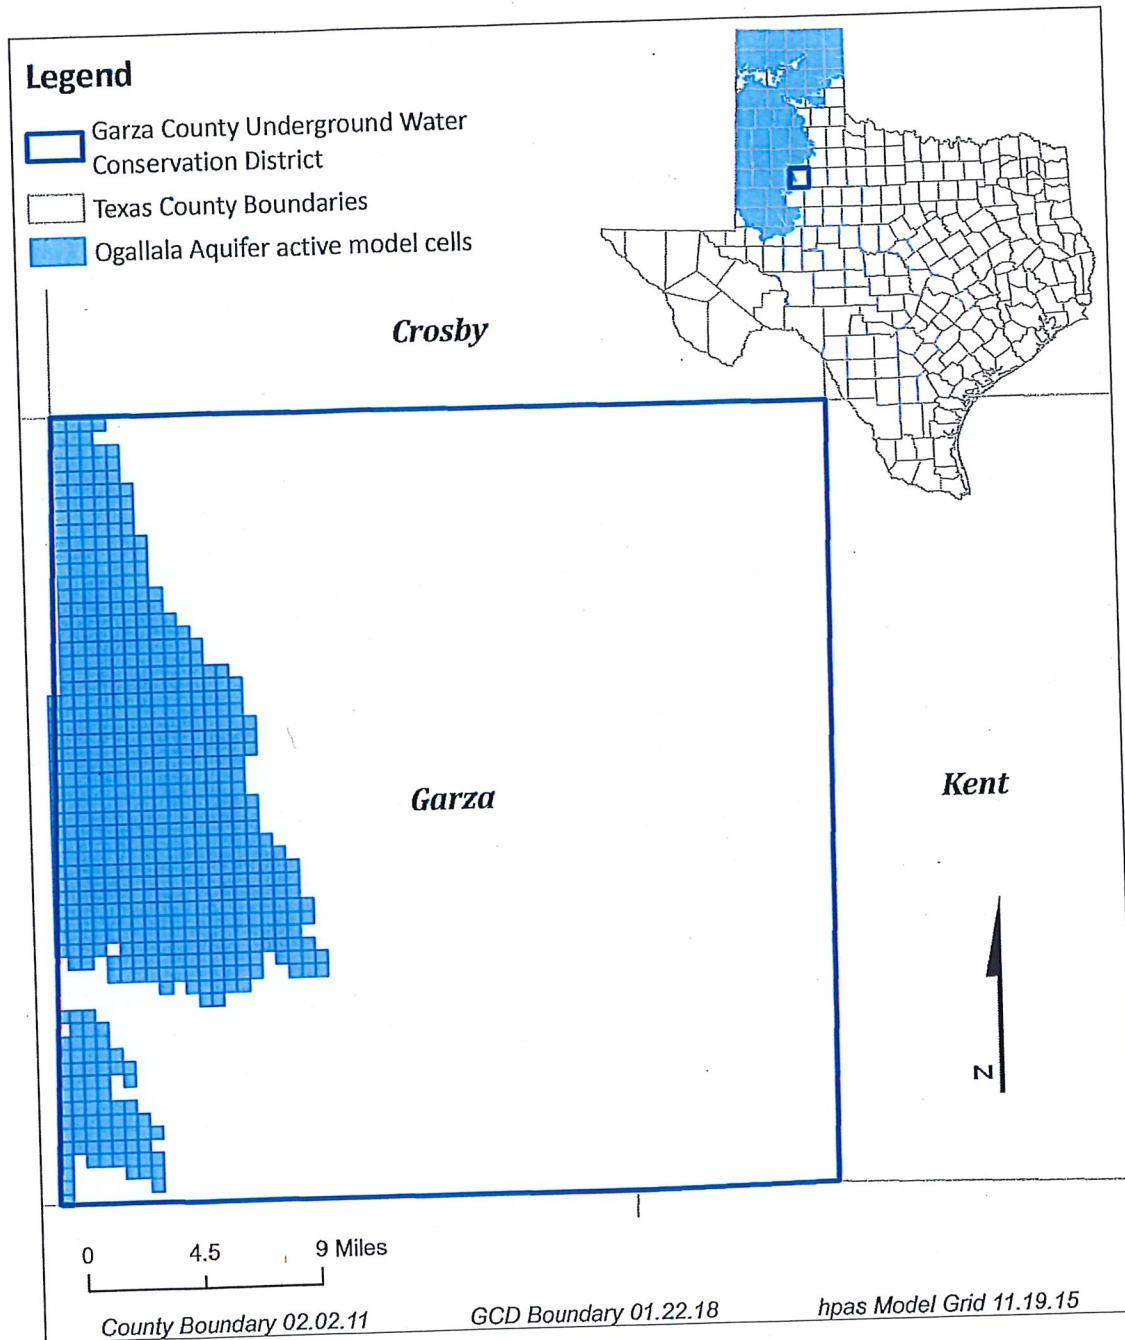 Legend
Garza County Underground Water
Conservation District
Texas County Boundaries
Ogallala Aquifer active model cells
Crosby
Garza
Kent
N
0 4.5 9 Miles
County Boundary 02.02.11 GCD Boundary 01.22.18 hpas Model Grid 11.19.15